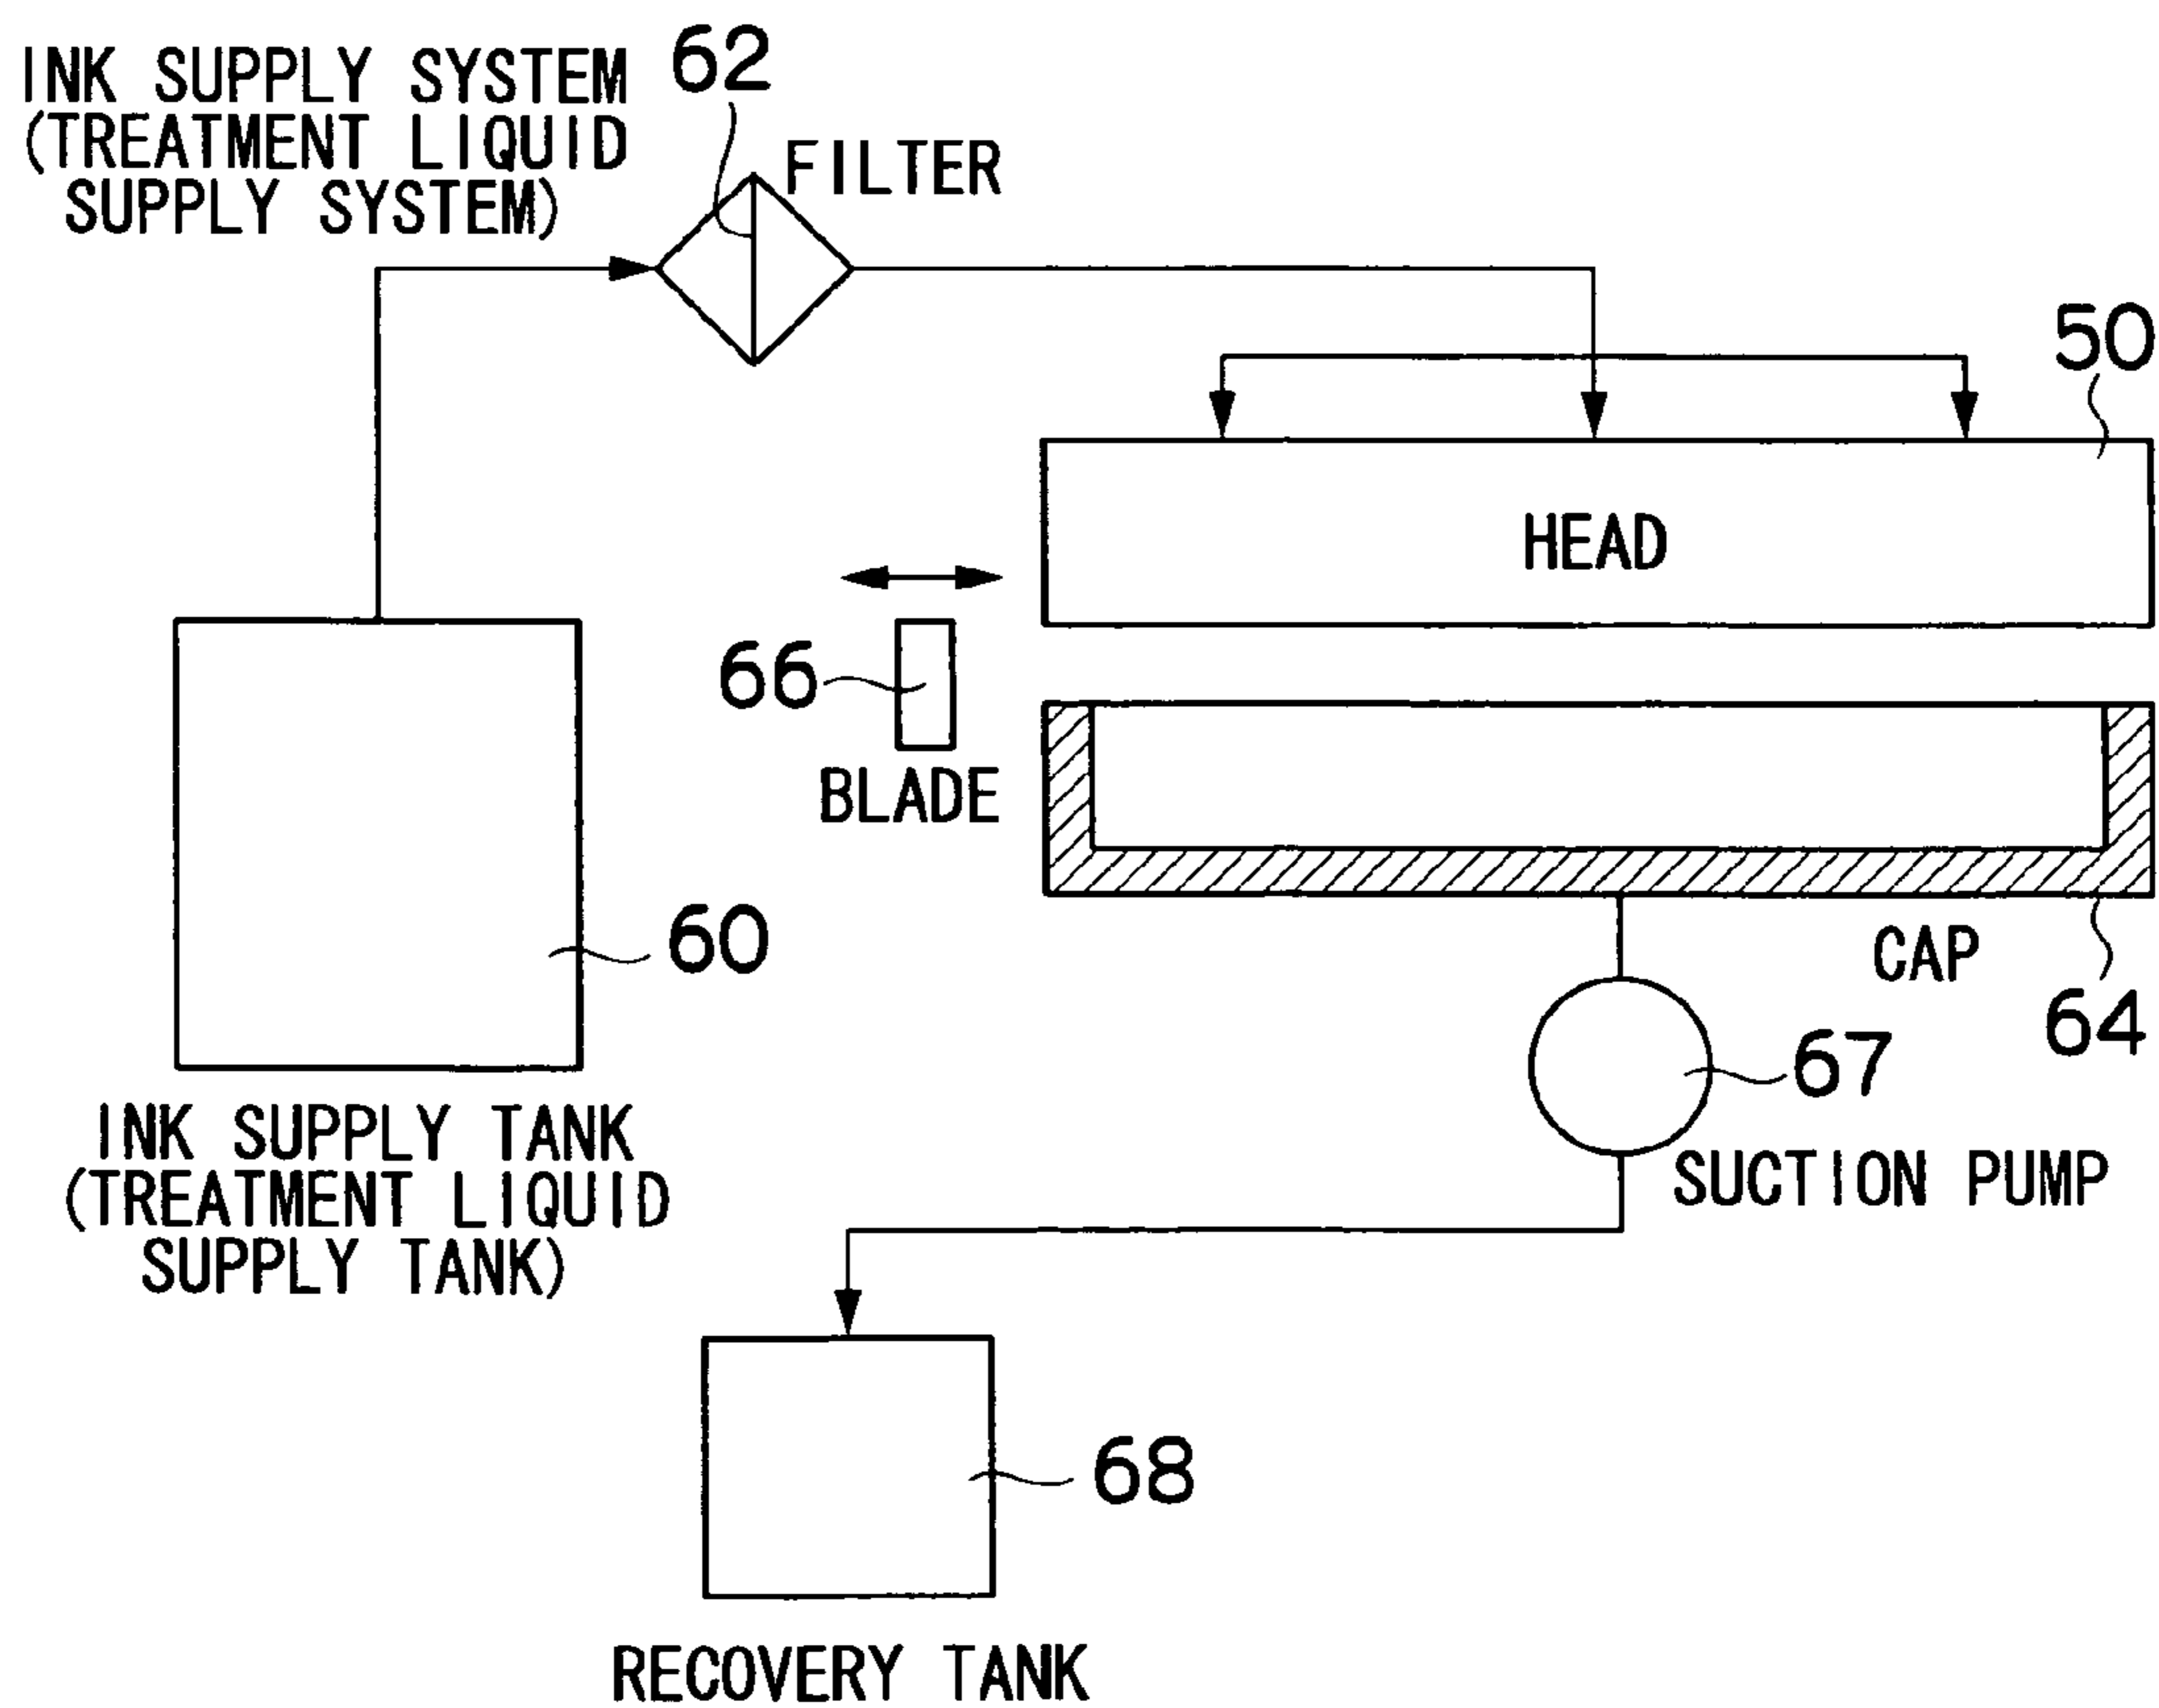 INK SUPPLY SYSTEM
(TREATMENT LIQUID
SUPPLY SYSTEM)
62
FILTER
50
HEAD
66
BLADE
60
CAP
64
67
INK SUPPLY TANK
(TREATMENT LIQUID
SUPPLY TANK)
SUCTION PUMP
68
RECOVERY TANK